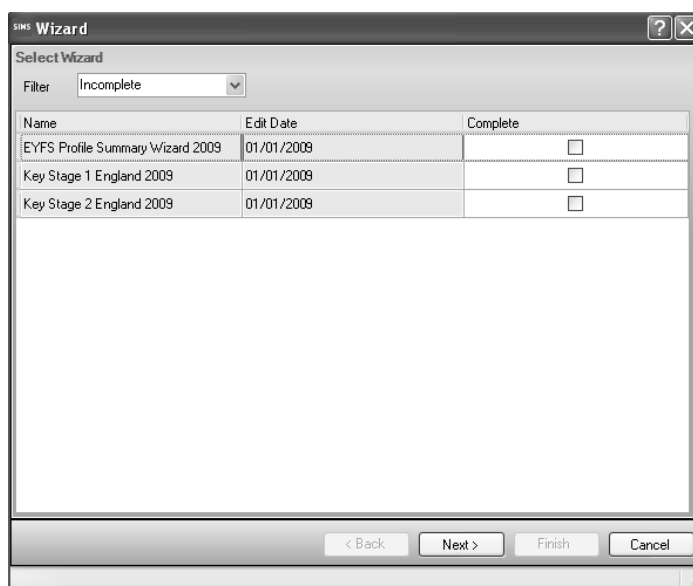 SIMS Wizard
Select Wizard
Filter Incomplete
Name Edit Date Complete
EYFS Profile Summary Wizard 2009 01/01/2009
Key Stage 1 England 2009 01/01/2009
Key Stage 2 England 2009 01/01/2009
< Back Next > Finish Cancel